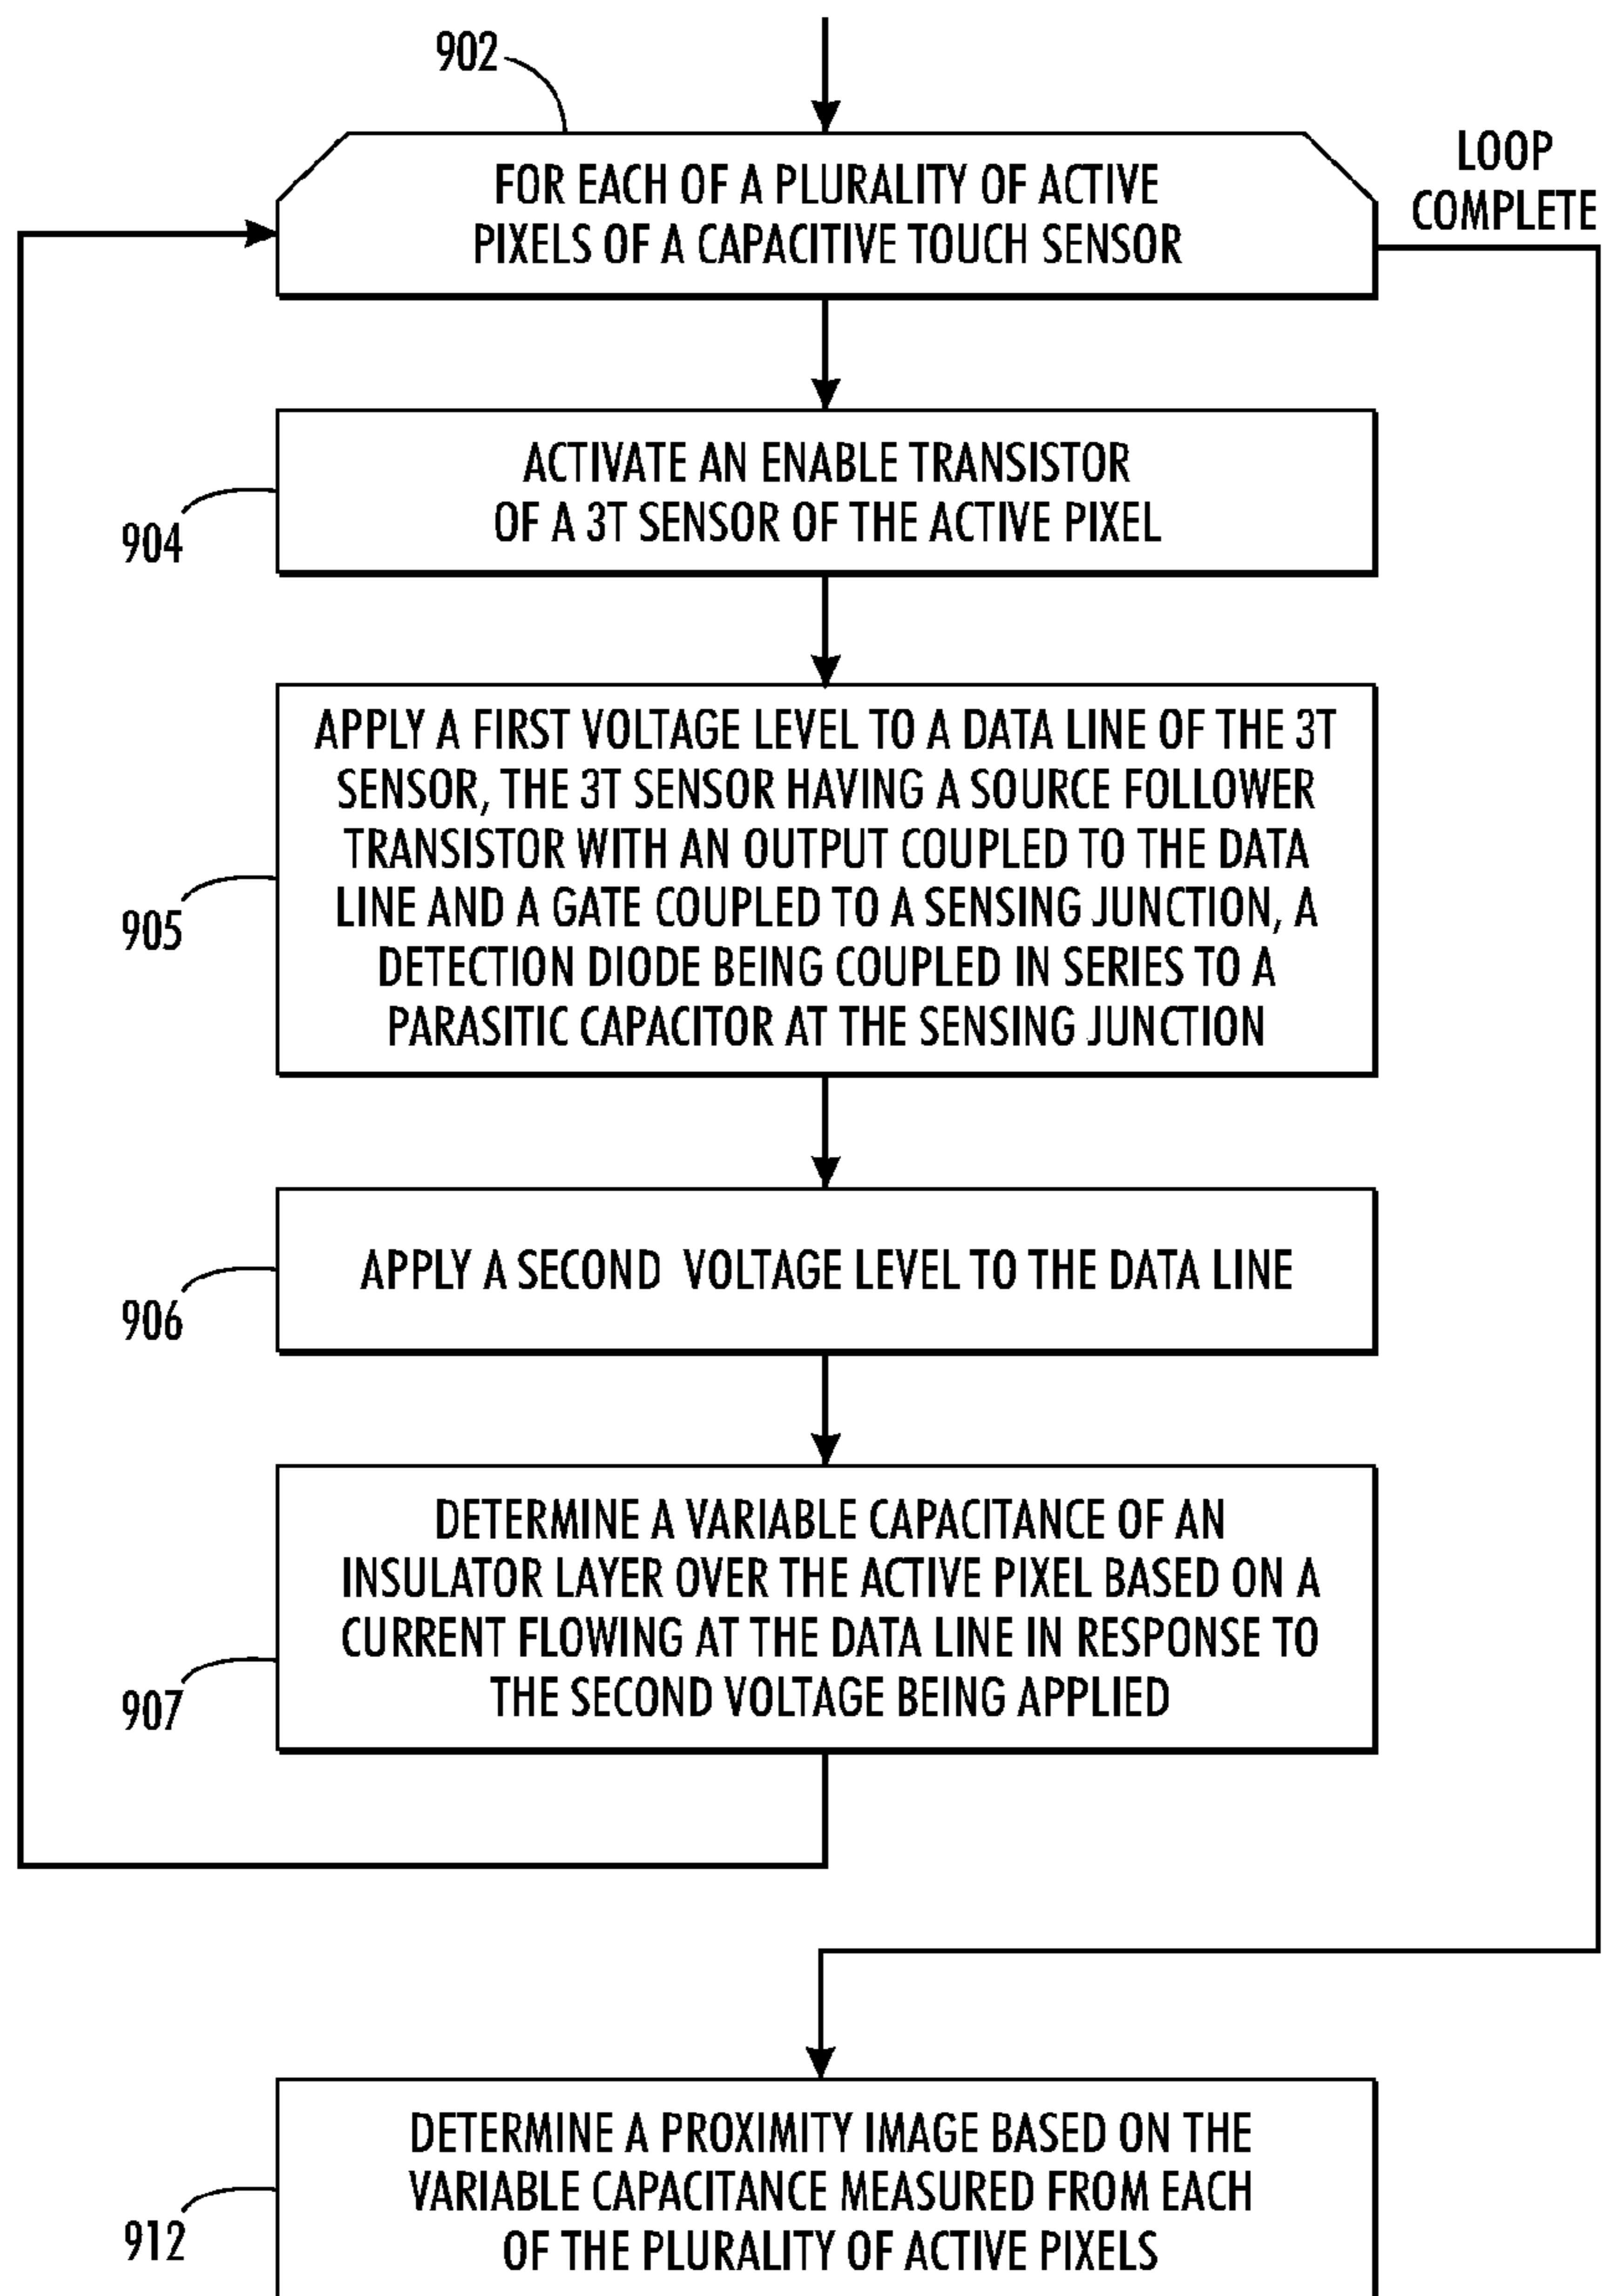 902
FOR EACH OF A PLURALITY OF ACTIVE
PIXELS OF A CAPACITIVE TOUCH SENSOR
LOOP
COMPLETE
ACTIVATE AN ENABLE TRANSISTOR
OF A 3T SENSOR OF THE ACTIVE PIXEL
904
APPLY A FIRST VOLTAGE LEVEL TO A DATA LINE OF THE 3T
SENSOR, THE 3T SENSOR HAVING A SOURCE FOLLOWER
TRANSISTOR WITH AN OUTPUT COUPLED TO THE DATA
LINE AND A GATE COUPLED TO A SENSING JUNCTION, A
DETECTION DIODE BEING COUPLED IN SERIES TO A
PARASITIC CAPACITOR AT THE SENSING JUNCTION
905
APPLY A SECOND VOLTAGE LEVEL TO THE DATA LINE
906
DETERMINE A VARIABLE CAPACITANCE OF AN
INSULATOR LAYER OVER THE ACTIVE PIXEL BASED ON A
CURRENT FLOWING AT THE DATA LINE IN RESPONSE TO
THE SECOND VOLTAGE BEING APPLIED
907
DETERMINE A PROXIMITY IMAGE BASED ON THE
VARIABLE CAPACITANCE MEASURED FROM EACH
OF THE PLURALITY OF ACTIVE PIXELS
912